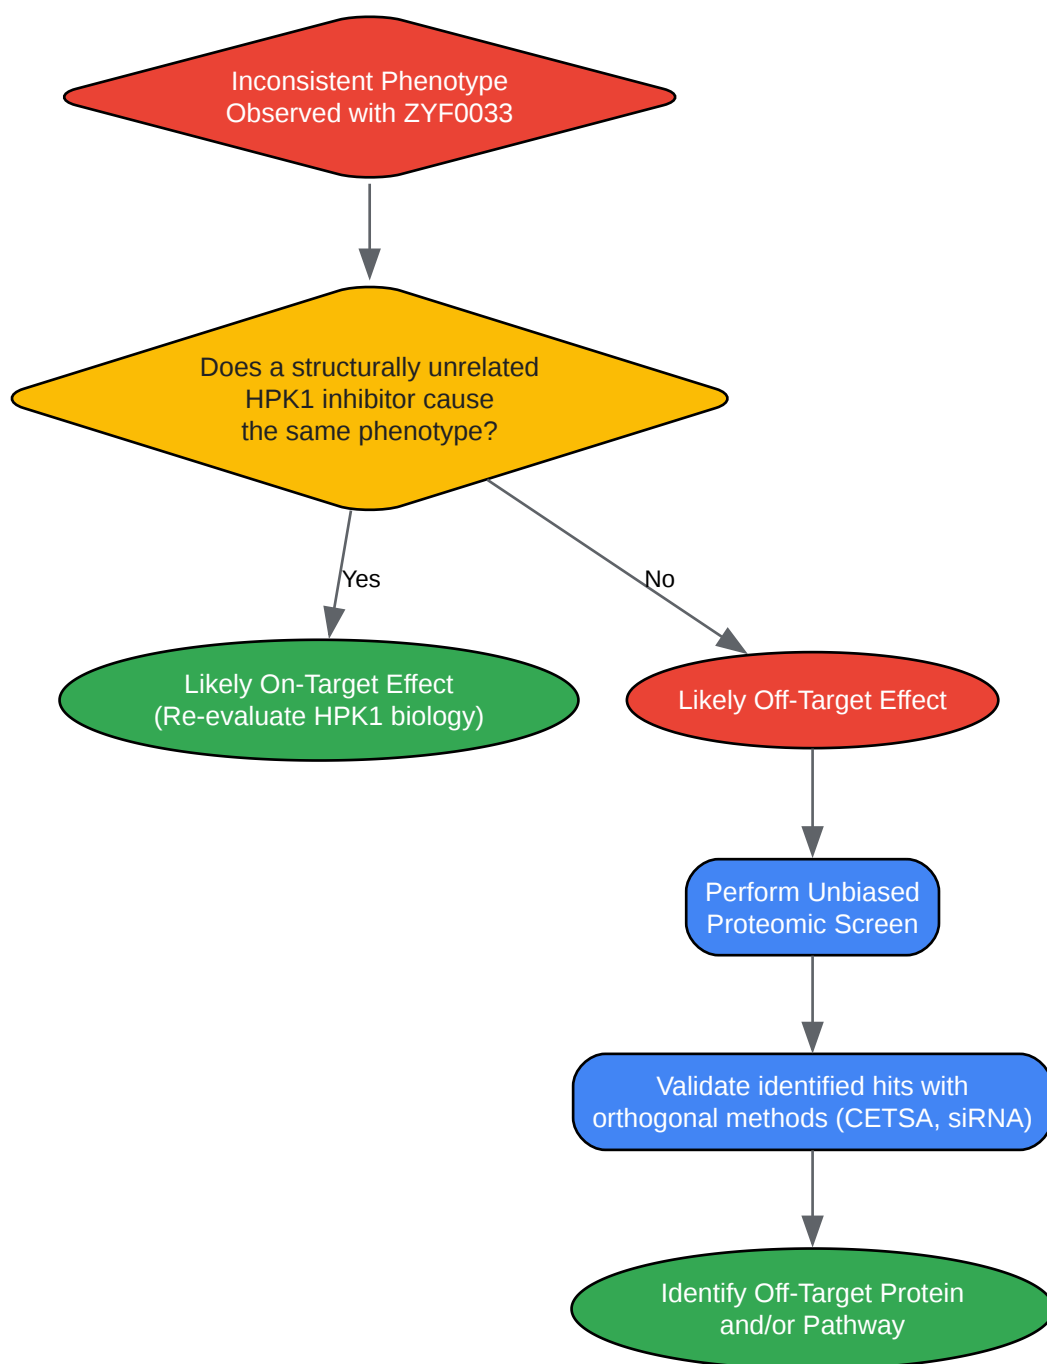 Inconsistent Phenotype
Observed with ZYF0033
Does a structurally unrelated
HPK1 inhibitor cause
the same phenotype?
Yes
No
Likely On-Target Effect
(Re-evaluate HPK1 biology)
Likely Off-Target Effect
Perform Unbiased
Proteomic Screen
Validate identified hits with
orthogonal methods (CETSA, siRNA)
Identify Off-Target Protein
and/or Pathway